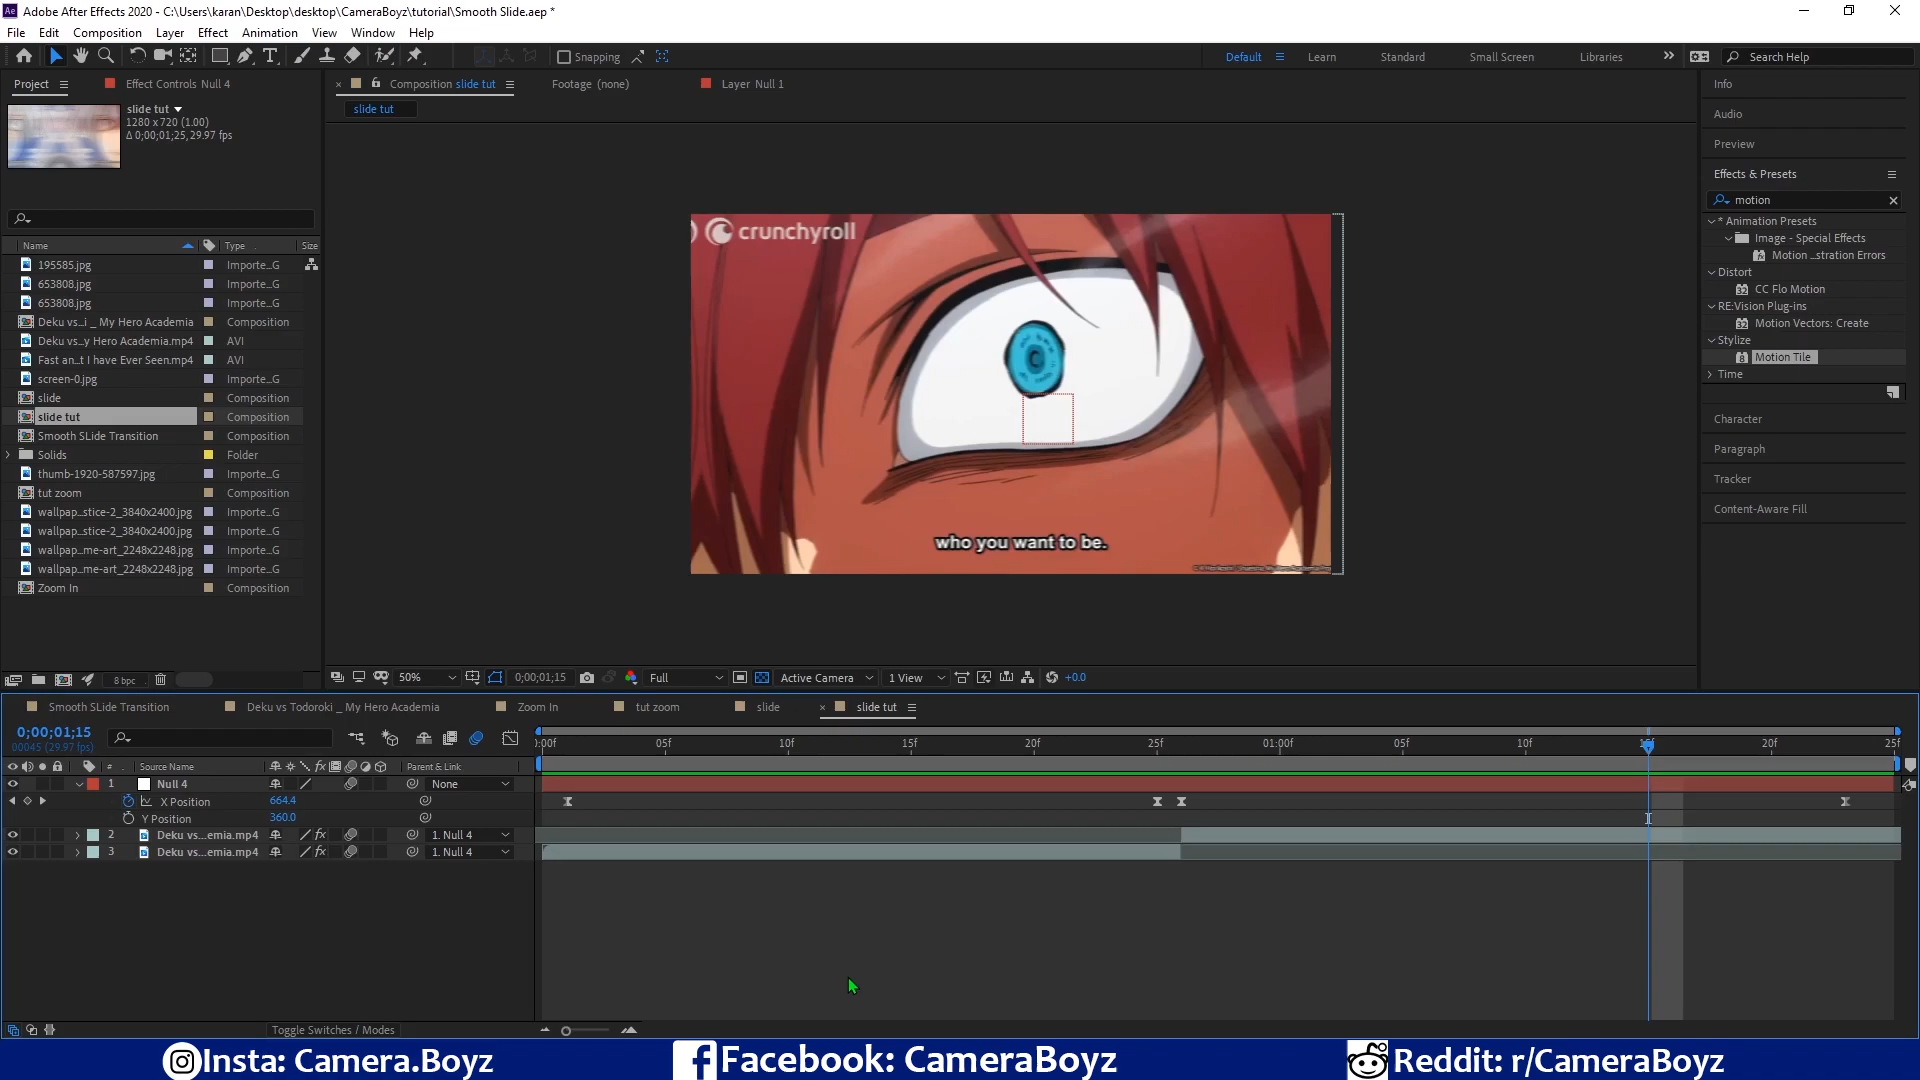 Adobe After Effects 2020 - C:\Users\karan\Desktop\desktop\CameraBoyz\tutorial\Smooth Slide.aep *
File Edit Composition Layer Effect Animation View Window Help
Snapping
Default Learn Standard Small Screen Libraries Search Help
Project Effect Controls Null 4
Composition slide tut Footage (none) Layer Null 1
slide tut
slide tut
1280 x 720 (1.00)
Δ 0;00;01;25, 29.97 fps
Name Type Size
195585.jpg Importe...G
653808.jpg Importe...G
653808.jpg Importe...G
Deku vs...i _ My Hero Academia Composition
Deku vs...y Hero Academia.mp4 AVI
Fast an...t I have Ever Seen.mp4 AVI
screen-0.jpg Importe...G
slide Composition
slide tut Composition
Smooth SLide Transition Composition
Solids Folder
thumb-1920-587597.jpg Importe...G
tut zoom Composition
wallpap...stice-2_3840x2400.jpg Importe...G
wallpap...stice-2_3840x2400.jpg Importe...G
wallpap...me-art_2248x2248.jpg Importe...G
wallpap...me-art_2248x2248.jpg Importe...G
Zoom In Composition
8 bpc
crunchyroll
who you want to be.
50% 0;00;01;15 Full Active Camera 1 View +0.0
Info
Audio
Preview
Effects & Presets
motion
* Animation Presets
Image - Special Effects
Motion ...stration Errors
Distort
CC Flo Motion
RE:Vision Plug-ins
Motion Vectors: Create
Stylize
Motion Tile
Time
Character
Paragraph
Tracker
Content-Aware Fill
Smooth SLide Transition Deku vs Todoroki _ My Hero Academia Zoom In tut zoom slide slide tut
0;00;01;15
00045 (29.97 fps)
:00f 05f 10f 15f 20f 25f 01:00f 05f 10f 15f 20f 25f
# Source Name Parent & Link
1 Null 4 None
X Position 664.4
Y Position 360.0
2 Deku vs...emia.mp4 1. Null 4
3 Deku vs...emia.mp4 1. Null 4
Toggle Switches / Modes
Insta: Camera.Boyz Facebook: CameraBoyz Reddit: r/CameraBoyz